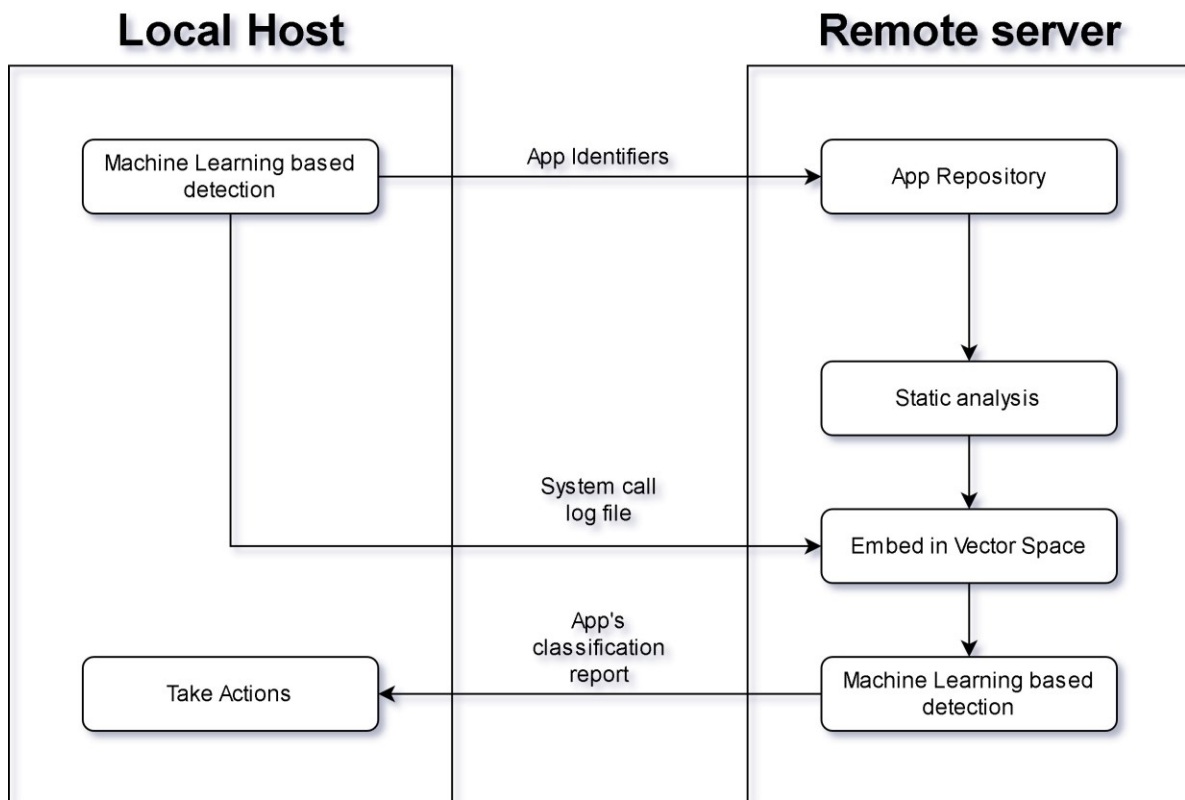 Local Host
Remote server
Machine Learning based
detection
App Identifiers
App Repository
Static analysis
System call
log file
Embed in Vector Space
App's
classification
report
Take Actions
Machine Learning based
detection